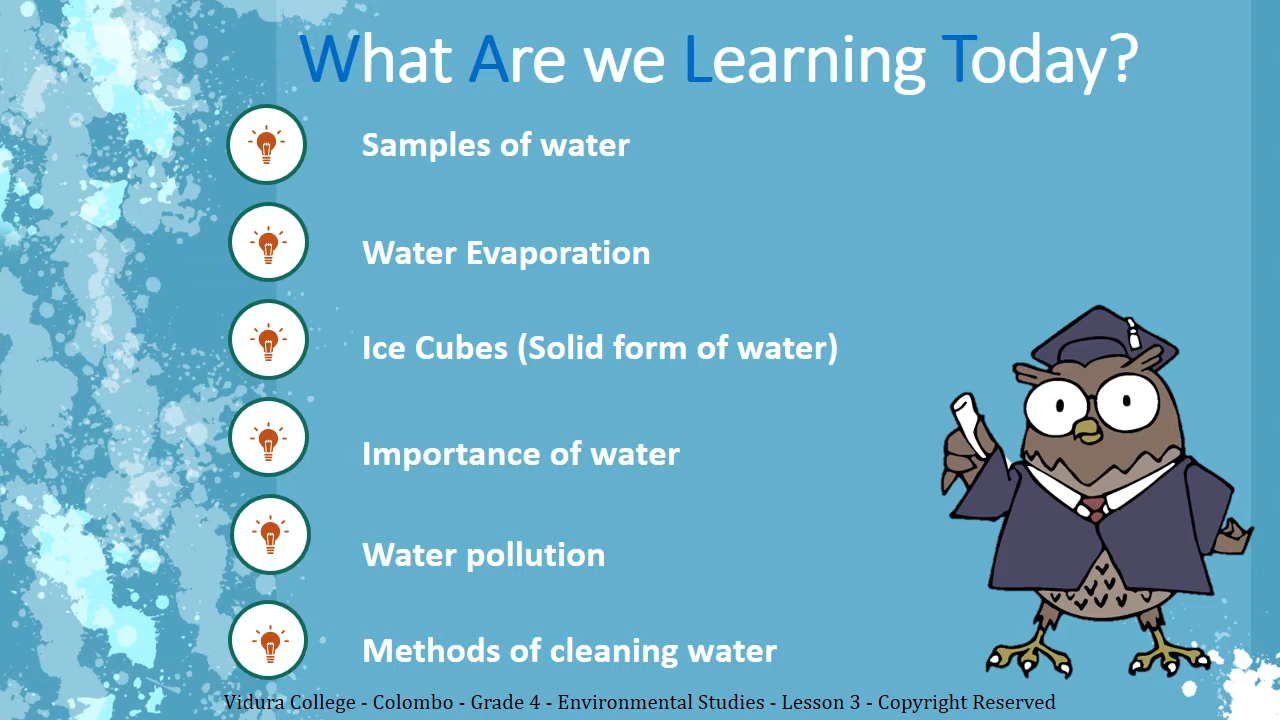 What Are we Learning Today?
Samples of water
Water Evaporation
Ice Cubes (Solid form of water)
Importance of water
Water pollution
Methods of cleaning water
Vidura College - Colombo - Grade 4 - Environmental Studies - Lesson 3 - Copyright Reserved